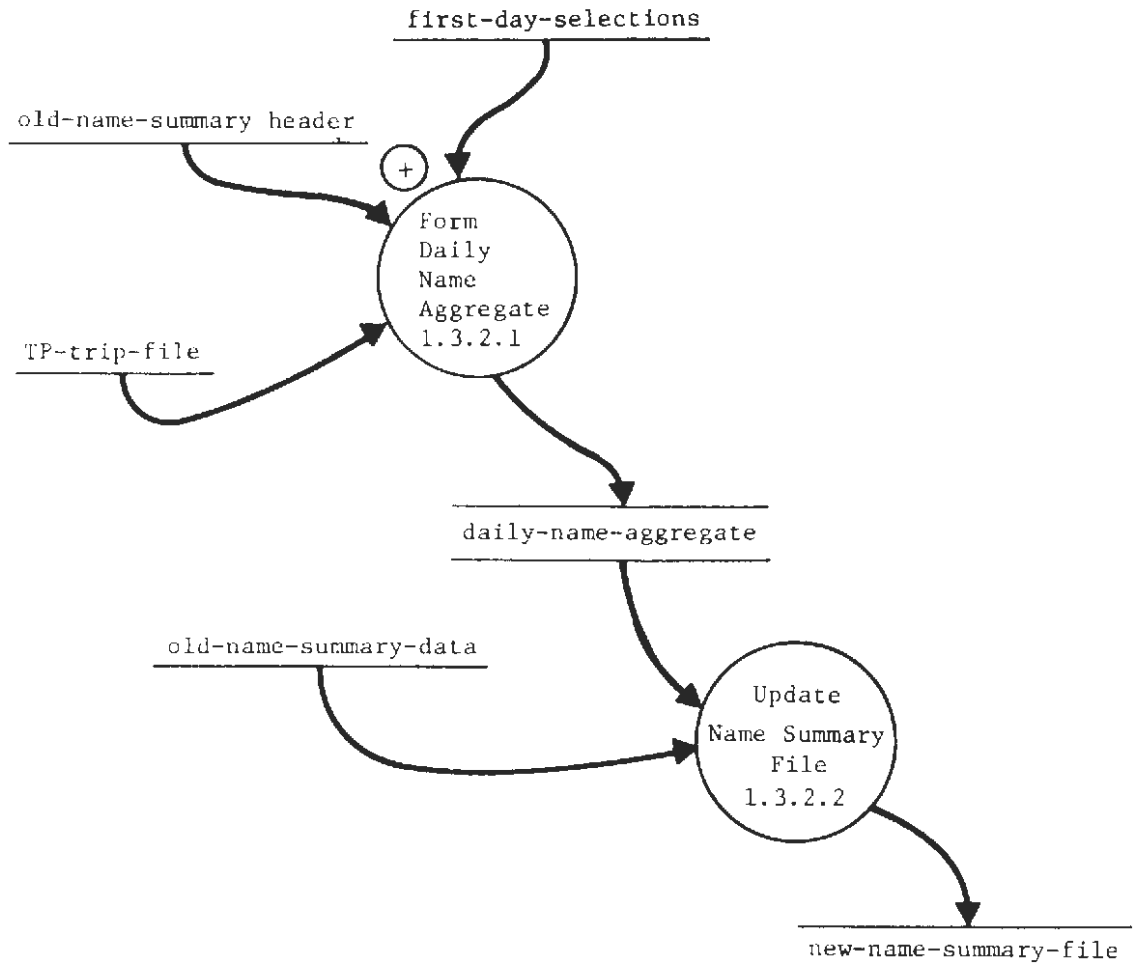 first-day-selections
old-name-summary header
+
Form
Daily
Name
Aggregate
1.3.2.1
TP-trip-file
daily-name-aggregate
old-name-summary-data
Update
Name Summary
File
1.3.2.2
new-name-summary-file